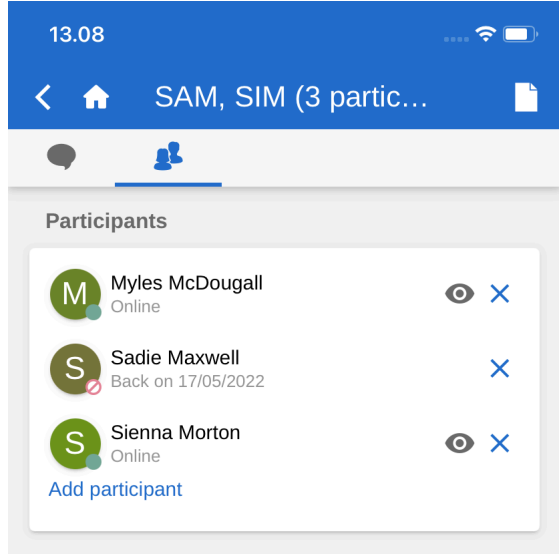 13.08
SAM, SIM (3 partic...
Participants
M
Myles McDougall
Online
S
Sadie Maxwell
Back on 17/05/2022
S
Sienna Morton
Online
Add participant